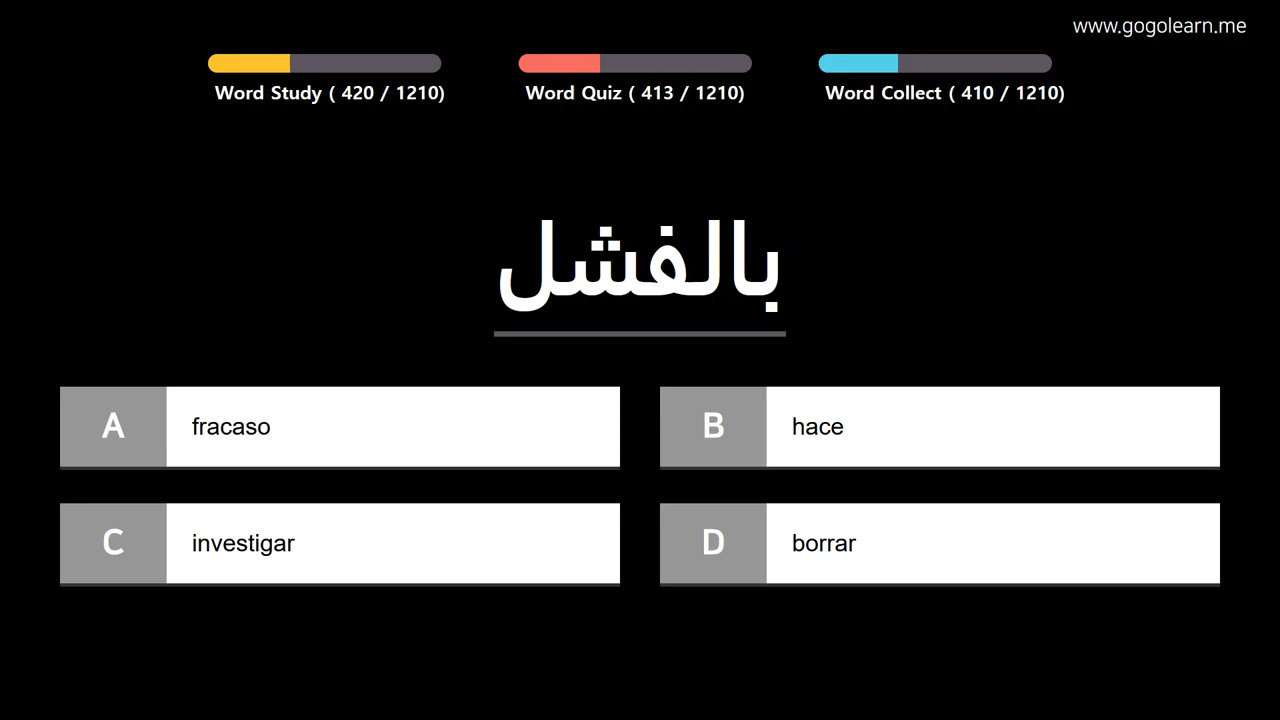 www.gogolearn.me
Word Study ( 420 / 1210)
Word Quiz ( 413 / 1210)
Word Collect ( 410 / 1210)
بالفشل
A fracaso
B hace
C investigar
D borrar